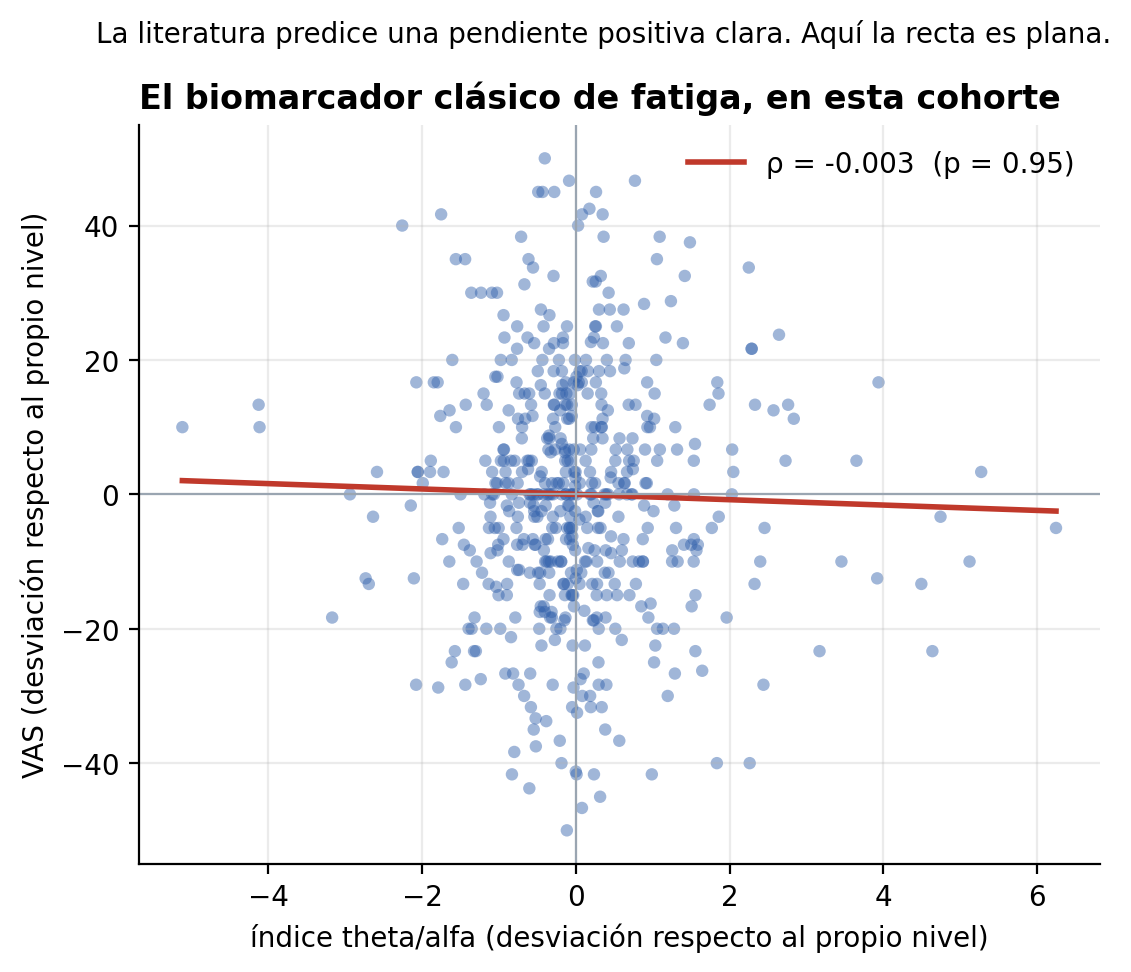 La literatura predice una pendiente positiva clara. Aquí la recta es plana.
El biomarcador clásico de fatiga, en esta cohorte
ρ = -0.003 (p = 0.95)
VAS (desviación respecto al propio nivel)
40
20
0
−20
−40
−4
−2
0
2
4
6
índice theta/alfa (desviación respecto al propio nivel)